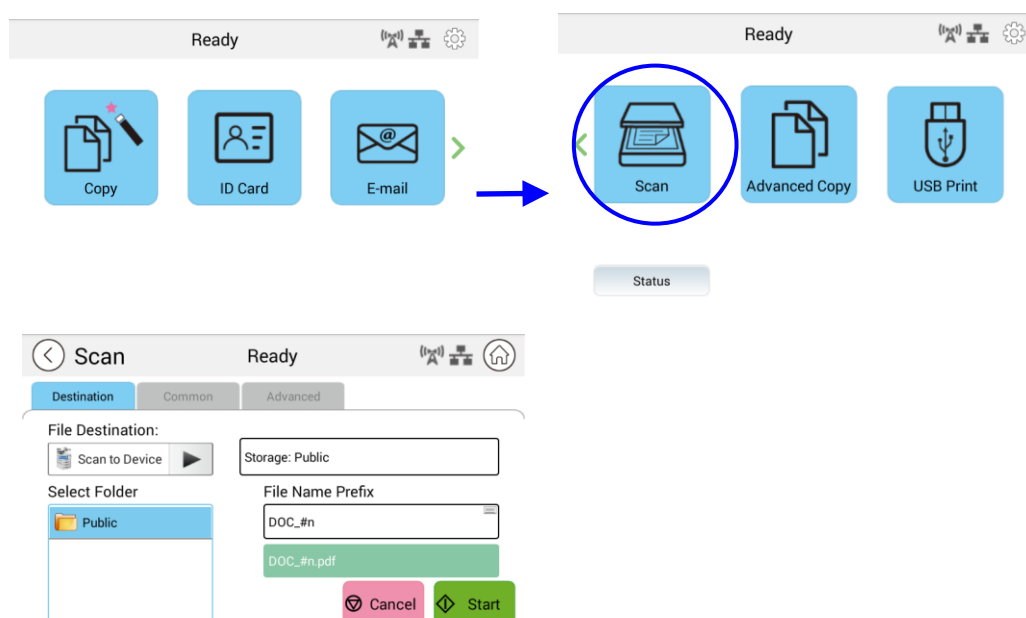 Ready
Copy
ID Card
@
E-mail
Ready
Scan
Advanced Copy
USB Print
Status
Scan
Ready
Destination
Common
Advanced
File Destination:
Scan to Device
Storage: Public
Select Folder
File Name Prefix
Public
DOC_#n
DOC_#n.pdf
Cancel
Start